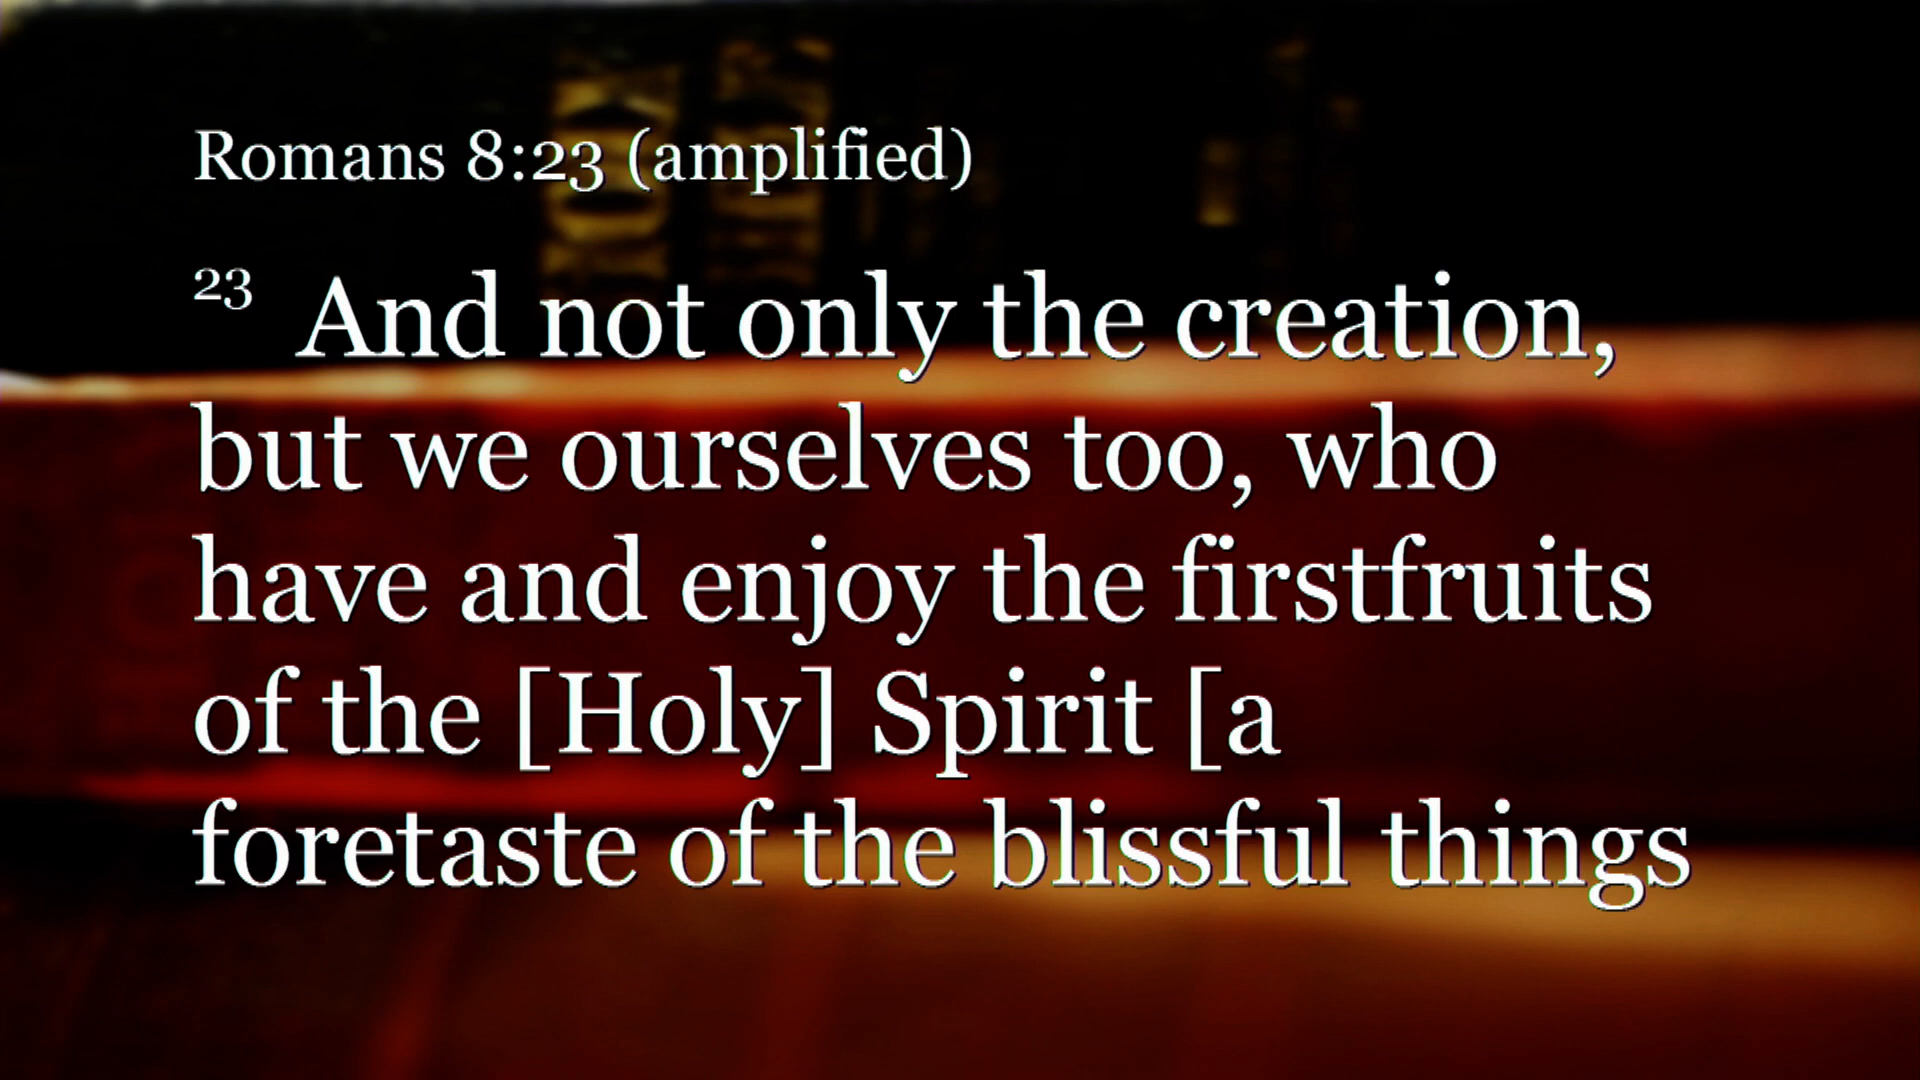 Romans 8:23 (amplified)
23 And not only the creation,
but we ourselves too, who
have and enjoy the firstfruits
of the [Holy] Spirit [a
foretaste of the blissful things